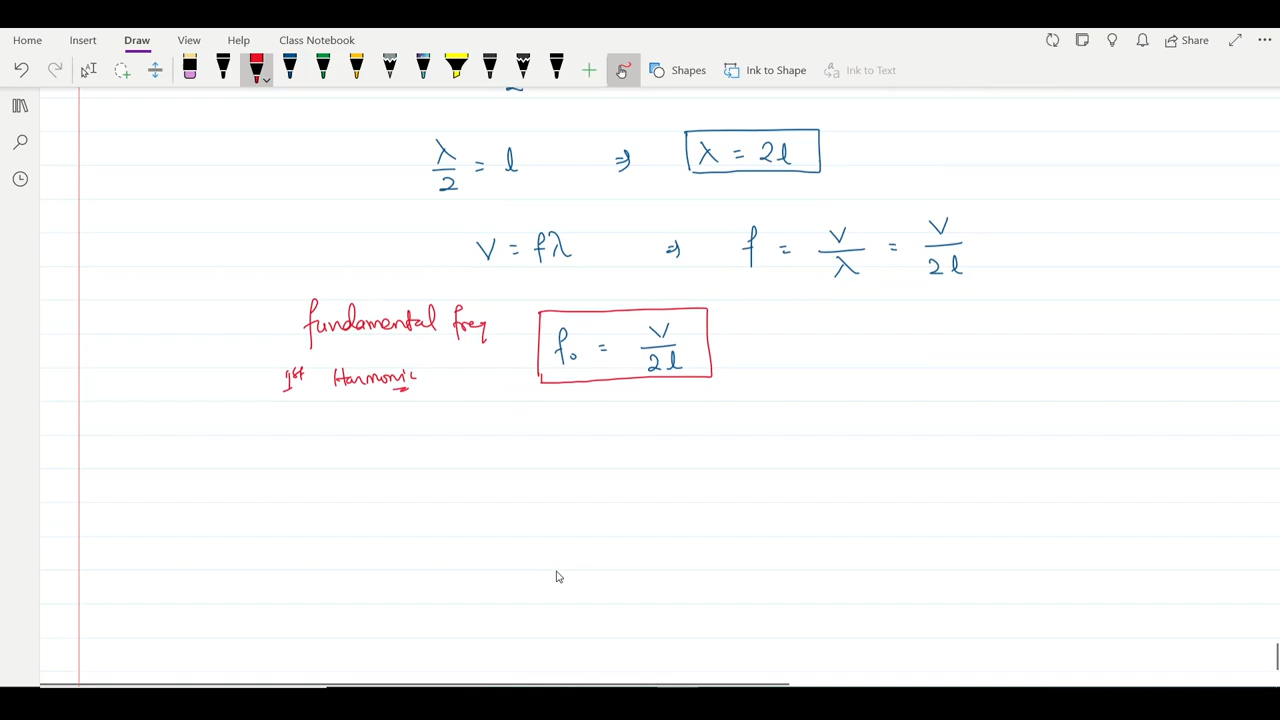 Home Insert Draw View Help Class Notebook Share
Shapes Ink to Shape Ink to Text
λ/2 = l ⇒ λ = 2l
V = fλ ⇒ f = V/λ = V/2l
fundamental freq f₀ = V/2l
1st Harmonic